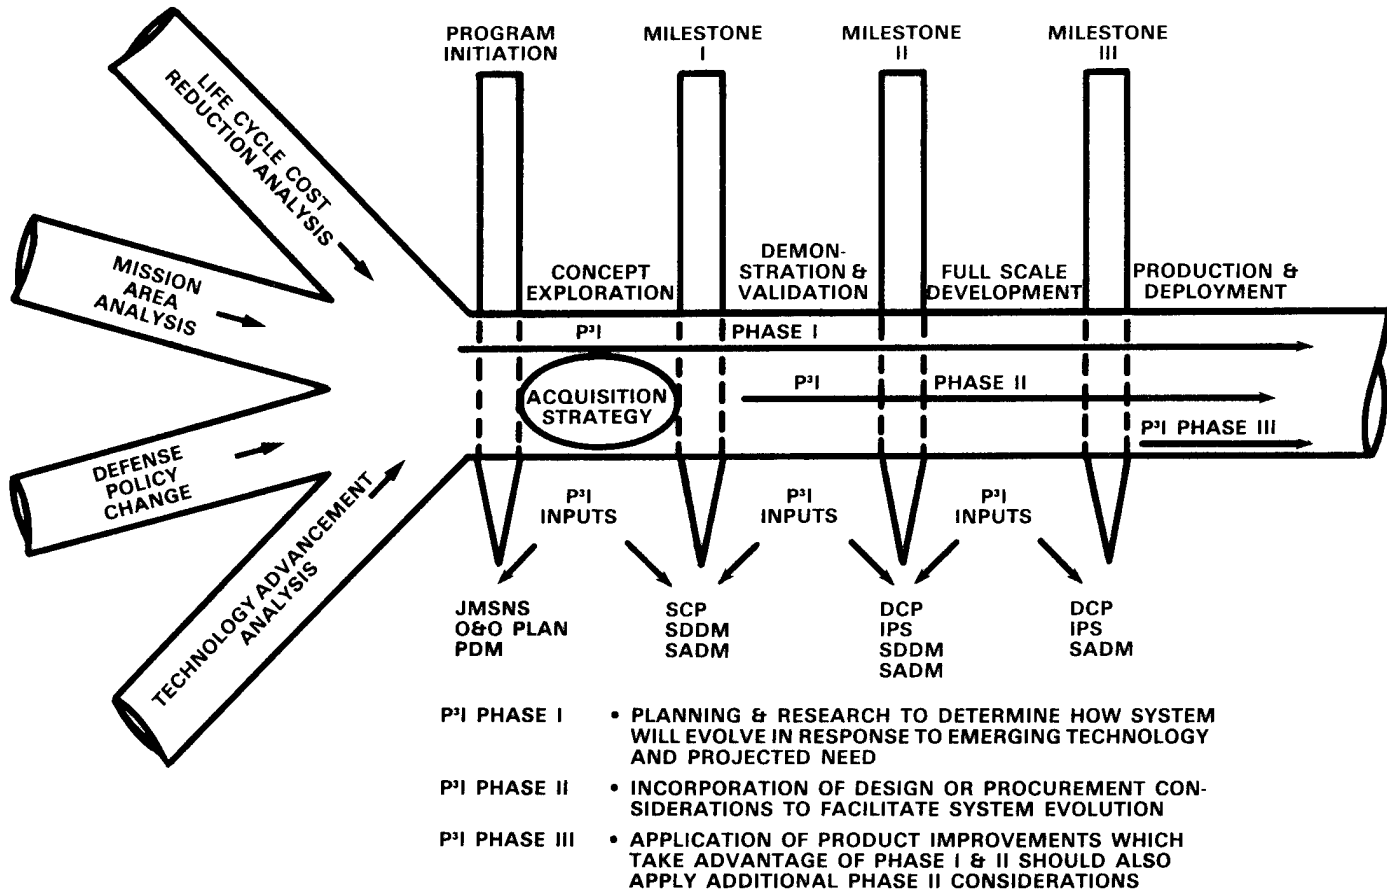 PROGRAM
INITIATION
MILESTONE
I
MILESTONE
II
MILESTONE
III
LIFE CYCLE COST
REDUCTION ANALYSIS
MISSION
AREA
ANALYSIS
DEFENSE
POLICY
CHANGE
TECHNOLOGY ADVANCEMENT
ANALYSIS
CONCEPT
EXPLORATION
DEMON-
STRATION &
VALIDATION
FULL SCALE
DEVELOPMENT
PRODUCTION &
DEPLOYMENT
P³I PHASE I
ACQUISITION
STRATEGY
P³I PHASE II
P³I PHASE III
P³I
INPUTS
P³I
INPUTS
P³I
INPUTS
JMSNS
O&O PLAN
PDM
SCP
SDDM
SADM
DCP
IPS
SDDM
SADM
DCP
IPS
SADM
P³I PHASE I • PLANNING & RESEARCH TO DETERMINE HOW SYSTEM
WILL EVOLVE IN RESPONSE TO EMERGING TECHNOLOGY
AND PROJECTED NEED
P³I PHASE II • INCORPORATION OF DESIGN OR PROCUREMENT CON-
SIDERATIONS TO FACILITATE SYSTEM EVOLUTION
P³I PHASE III • APPLICATION OF PRODUCT IMPROVEMENTS WHICH
TAKE ADVANTAGE OF PHASE I & II SHOULD ALSO
APPLY ADDITIONAL PHASE II CONSIDERATIONS